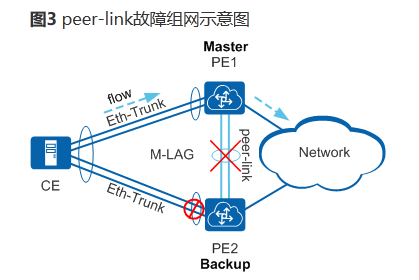 图3 peer-link故障组网示意图
Master
PE1
flow
Eth-Trunk
M-LAG
peer-link
Network
CE
Eth-Trunk
PE2
Backup